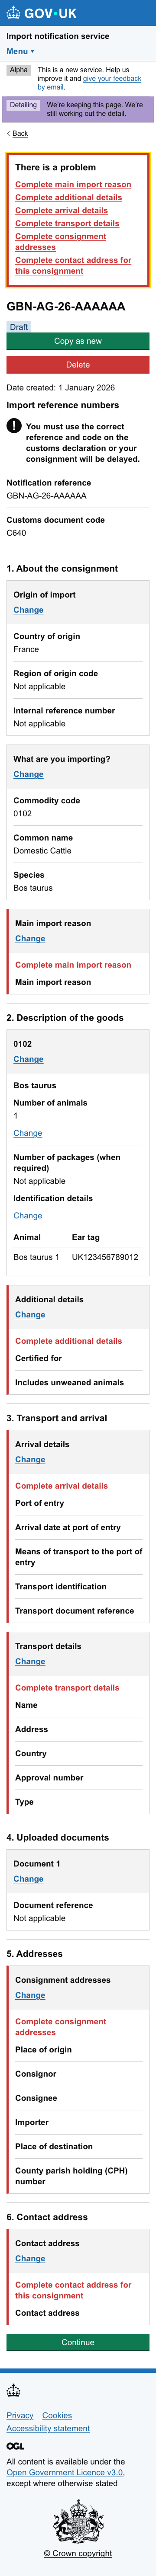 GOV·UK
Import notification service
Menu
Alpha
This is a new service. Help us
improve it and give your feedback
by email.
Detailing
We're keeping this page. We're
still working out the detail.
Back
There is a problem
Complete main import reason
Complete additional details
Complete arrival details
Complete transport details
Complete consignment
addresses
Complete contact address for
this consignment
GBN-AG-26-AAAAAA
Draft
Copy as new
Delete
Date created: 1 January 2026
Import reference numbers
! You must use the correct
reference and code on the
customs declaration or your
consignment will be delayed.
Notification reference
GBN-AG-26-AAAAAA
Customs document code
C640
1. About the consignment
Origin of import
Change
Country of origin
France
Region of origin code
Not applicable
Internal reference number
Not applicable
What are you importing?
Change
Commodity code
0102
Common name
Domestic Cattle
Species
Bos taurus
Main import reason
Change
Complete main import reason
Main import reason
2. Description of the goods
0102
Change
Bos taurus
Number of animals
1
Change
Number of packages (when
required)
Not applicable
Identification details
Change
Animal Ear tag
Bos taurus 1 UK123456789012
Additional details
Change
Complete additional details
Certified for
Includes unweaned animals
3. Transport and arrival
Arrival details
Change
Complete arrival details
Port of entry
Arrival date at port of entry
Means of transport to the port of
entry
Transport identification
Transport document reference
Transport details
Change
Complete transport details
Name
Address
Country
Approval number
Type
4. Uploaded documents
Document 1
Change
Document reference
Not applicable
5. Addresses
Consignment addresses
Change
Complete consignment
addresses
Place of origin
Consignor
Consignee
Importer
Place of destination
County parish holding (CPH)
number
6. Contact address
Contact address
Change
Complete contact address for
this consignment
Contact address
Continue
Privacy Cookies
Accessibility statement
OGL
All content is available under the
Open Government Licence v3.0,
except where otherwise stated
© Crown copyright